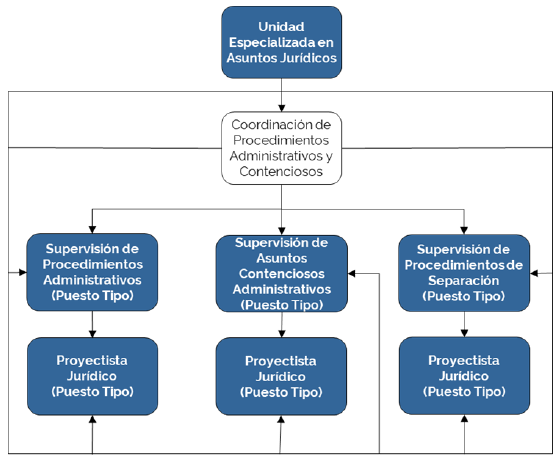 Unidad
Especializada en
Asuntos Jurídicos
Coordinación de
Procedimientos
Administrativos y
Contenciosos
Supervisión de
Procedimientos
Administrativos
(Puesto Tipo)
Supervisión de
Asuntos
Contenciosos
Administrativos
(Puesto Tipo)
Supervisión de
Procedimientos de
Separación
(Puesto Tipo)
Proyectista
Jurídico
(Puesto Tipo)
Proyectista
Jurídico
(Puesto Tipo)
Proyectista
Jurídico
(Puesto Tipo)